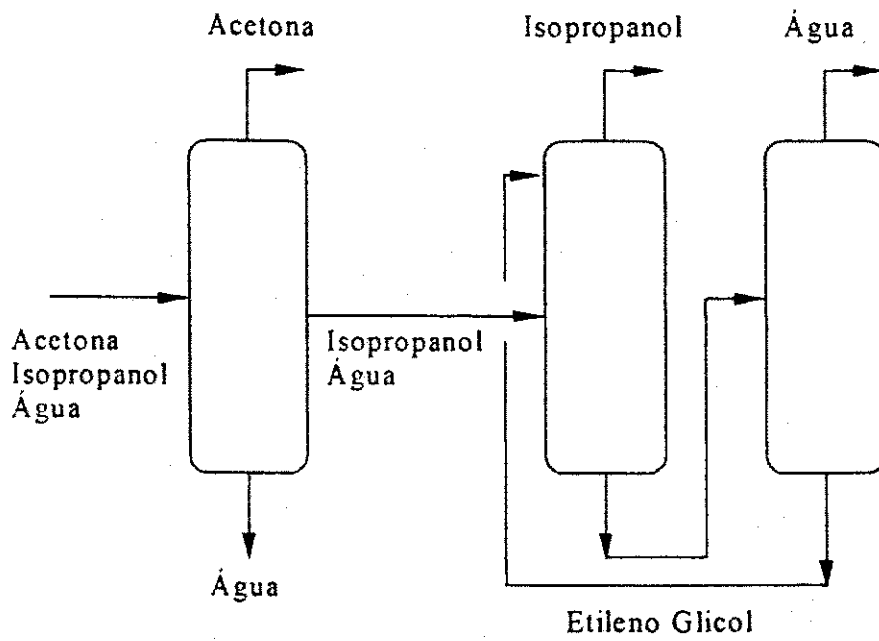 Acetona
Isopropanol
Água
Acetona
Isopropanol
Água
Isopropanol
Água
Água
Etileno Glicol